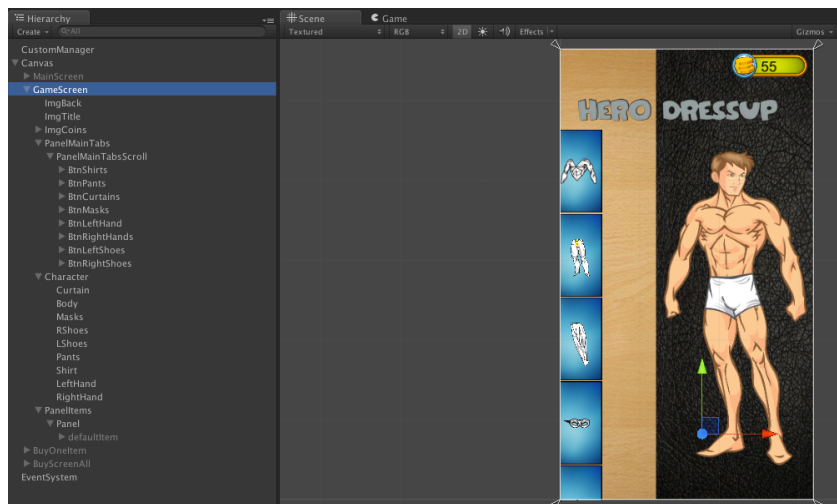 Hierarchy
Create
All
CustomManager
Canvas
MainScreen
GameScreen
ImgBack
ImgTitle
ImgCoins
PanelMainTabs
PanelMainTabsScroll
BtnShirts
BtnPants
BtnCurtains
BtnMasks
BtnLeftHand
BtnRightHands
BtnLeftShoes
BtnRightShoes
Character
Curtain
Body
Masks
RShoes
LShoes
Pants
Shirt
LeftHand
RightHand
PanelItems
Panel
defaultItem
BuyOneItem
BuyScreenAll
EventSystem
Scene Game
Textured RGB 2D Effects Gizmos
55
HERO DRESSUP